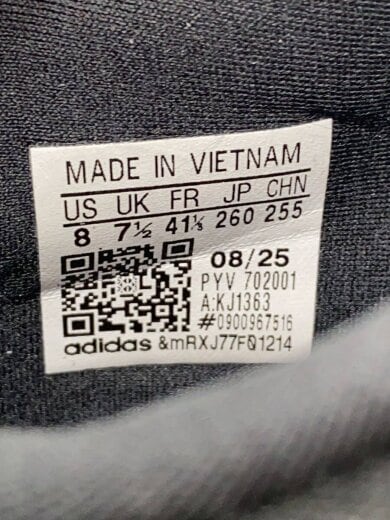 MADE IN VIETNAM
US UK FR JP CHN
8 7½ 41⅓ 260 255
08/25
PYV 702001
A:KJ1363
#0900967516
adidas &mRXJ77F01214